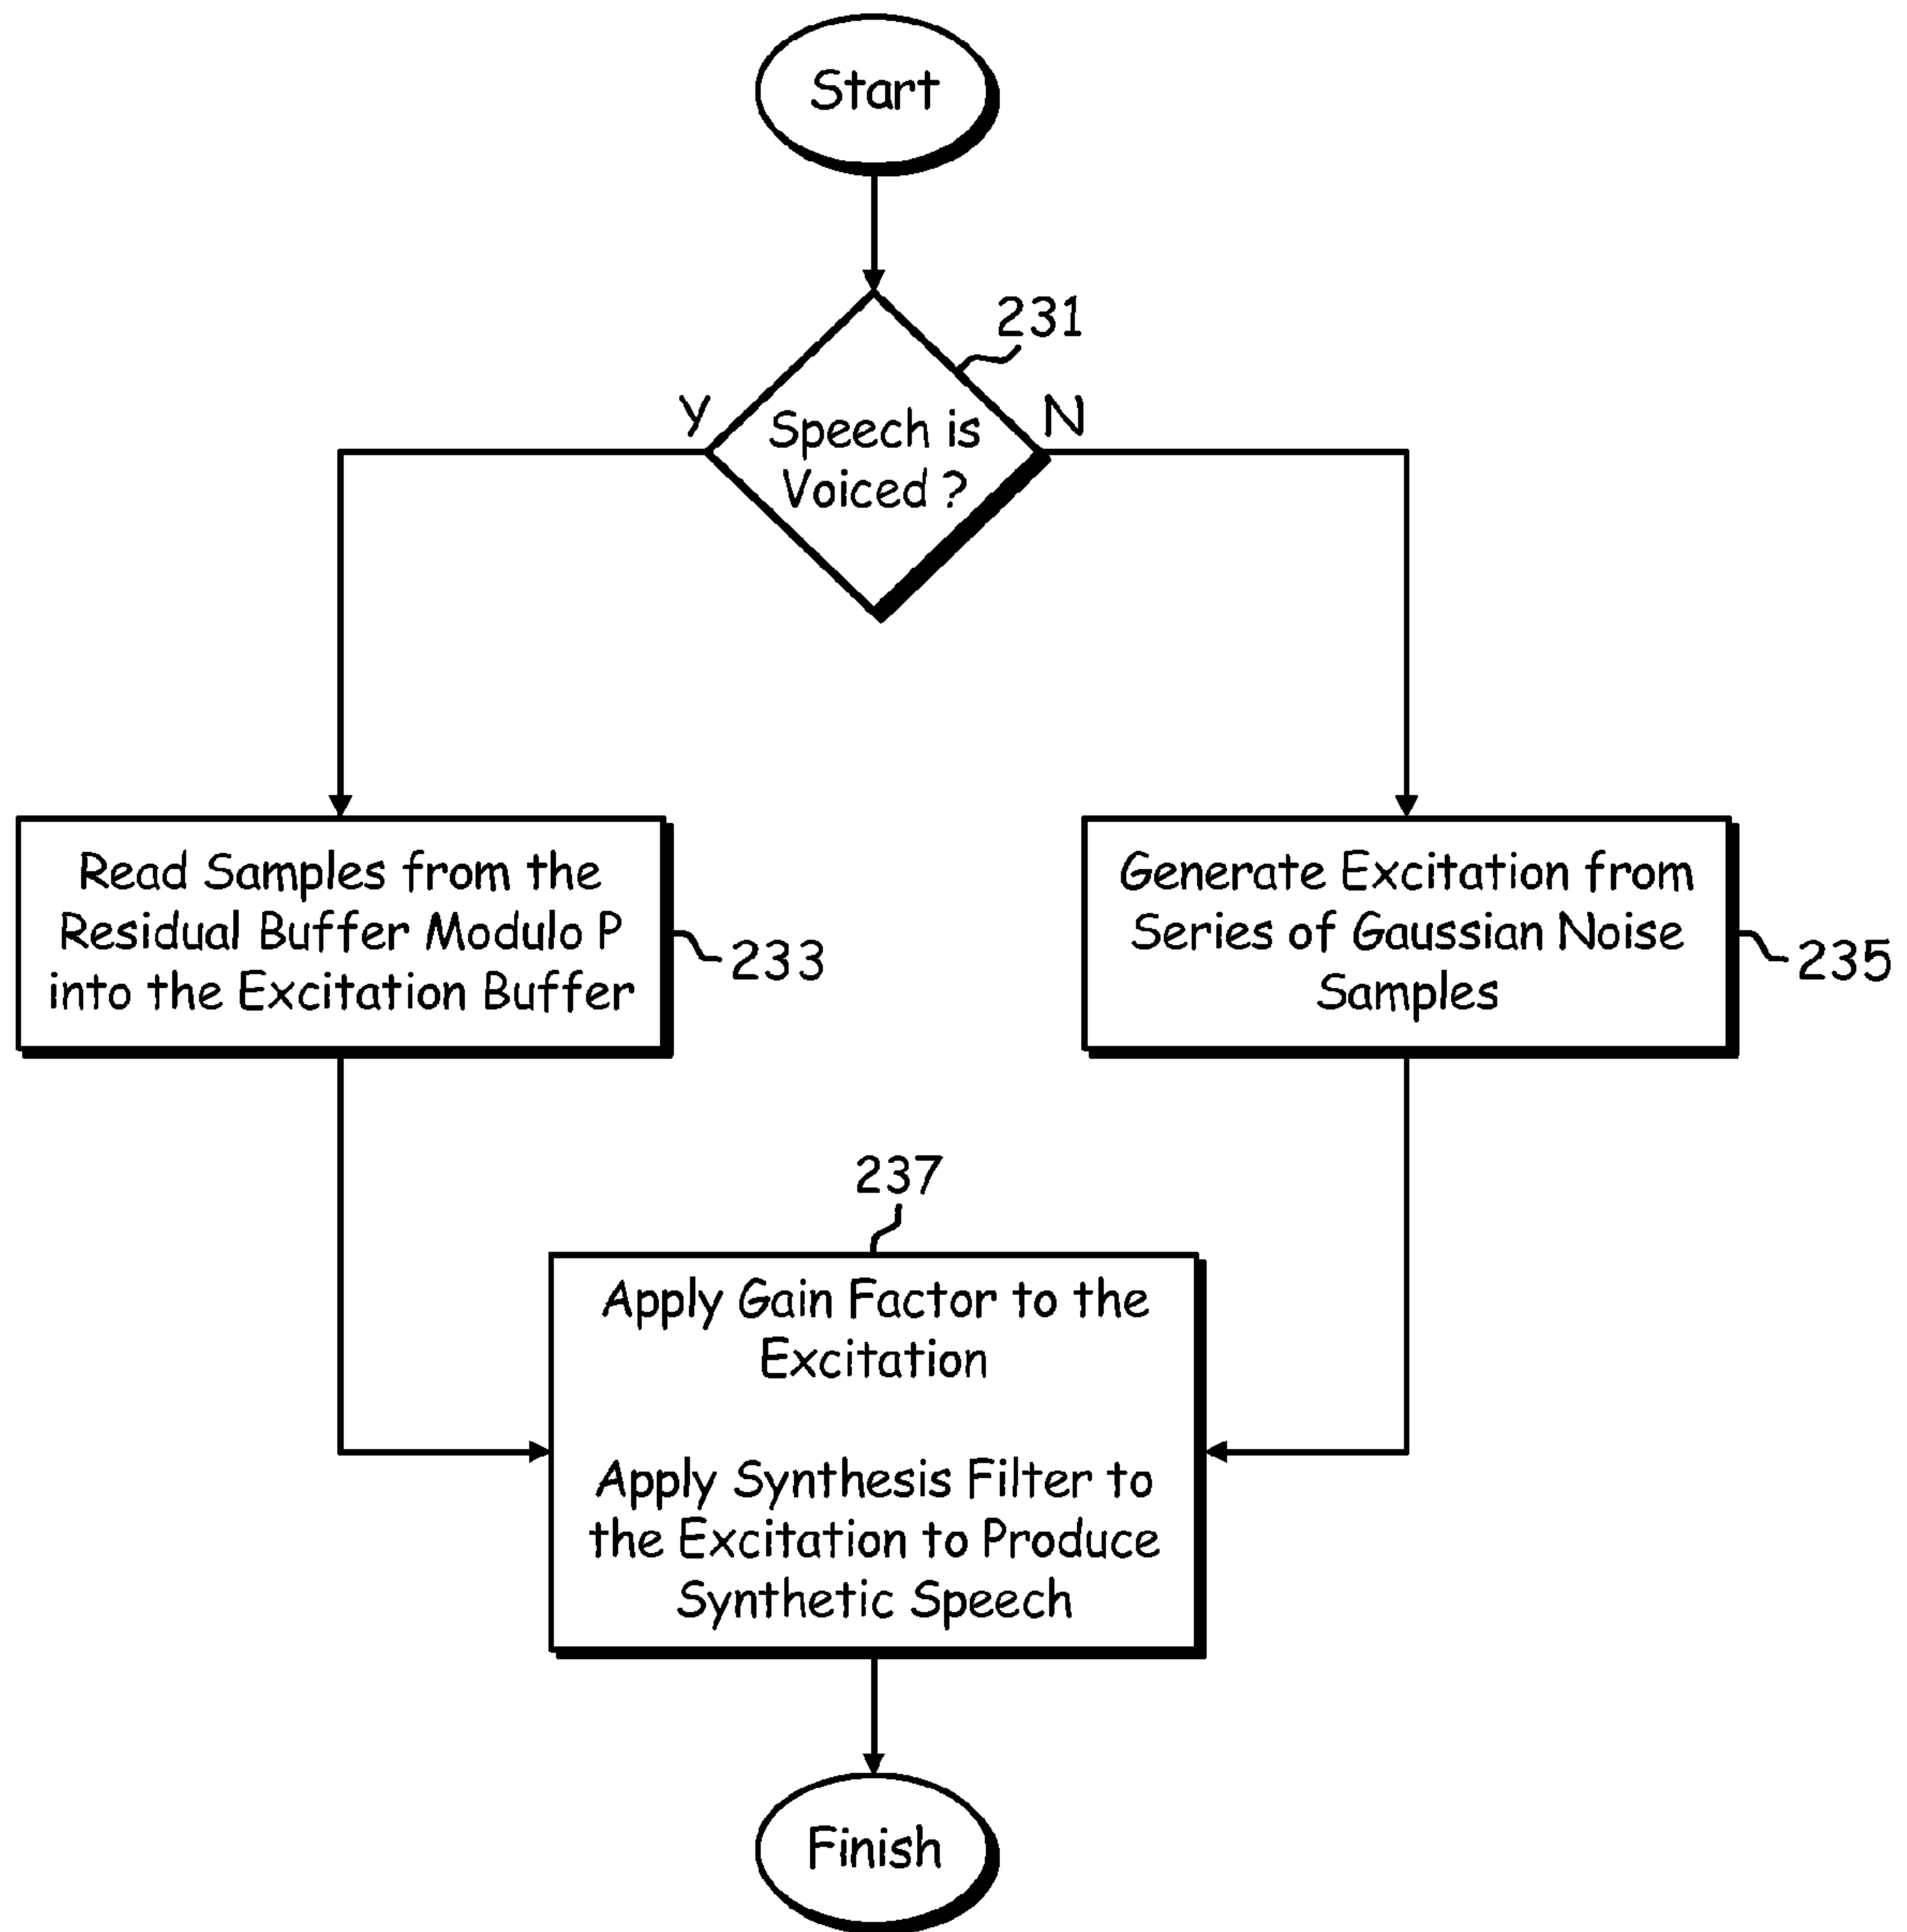 Start
231
Y
N
Speech is
Voiced ?
Read Samples from the
Residual Buffer Modulo P
into the Excitation Buffer
233
Generate Excitation from
Series of Gaussian Noise
Samples
235
237
Apply Gain Factor to the
Excitation
Apply Synthesis Filter to
the Excitation to Produce
Synthetic Speech
Finish